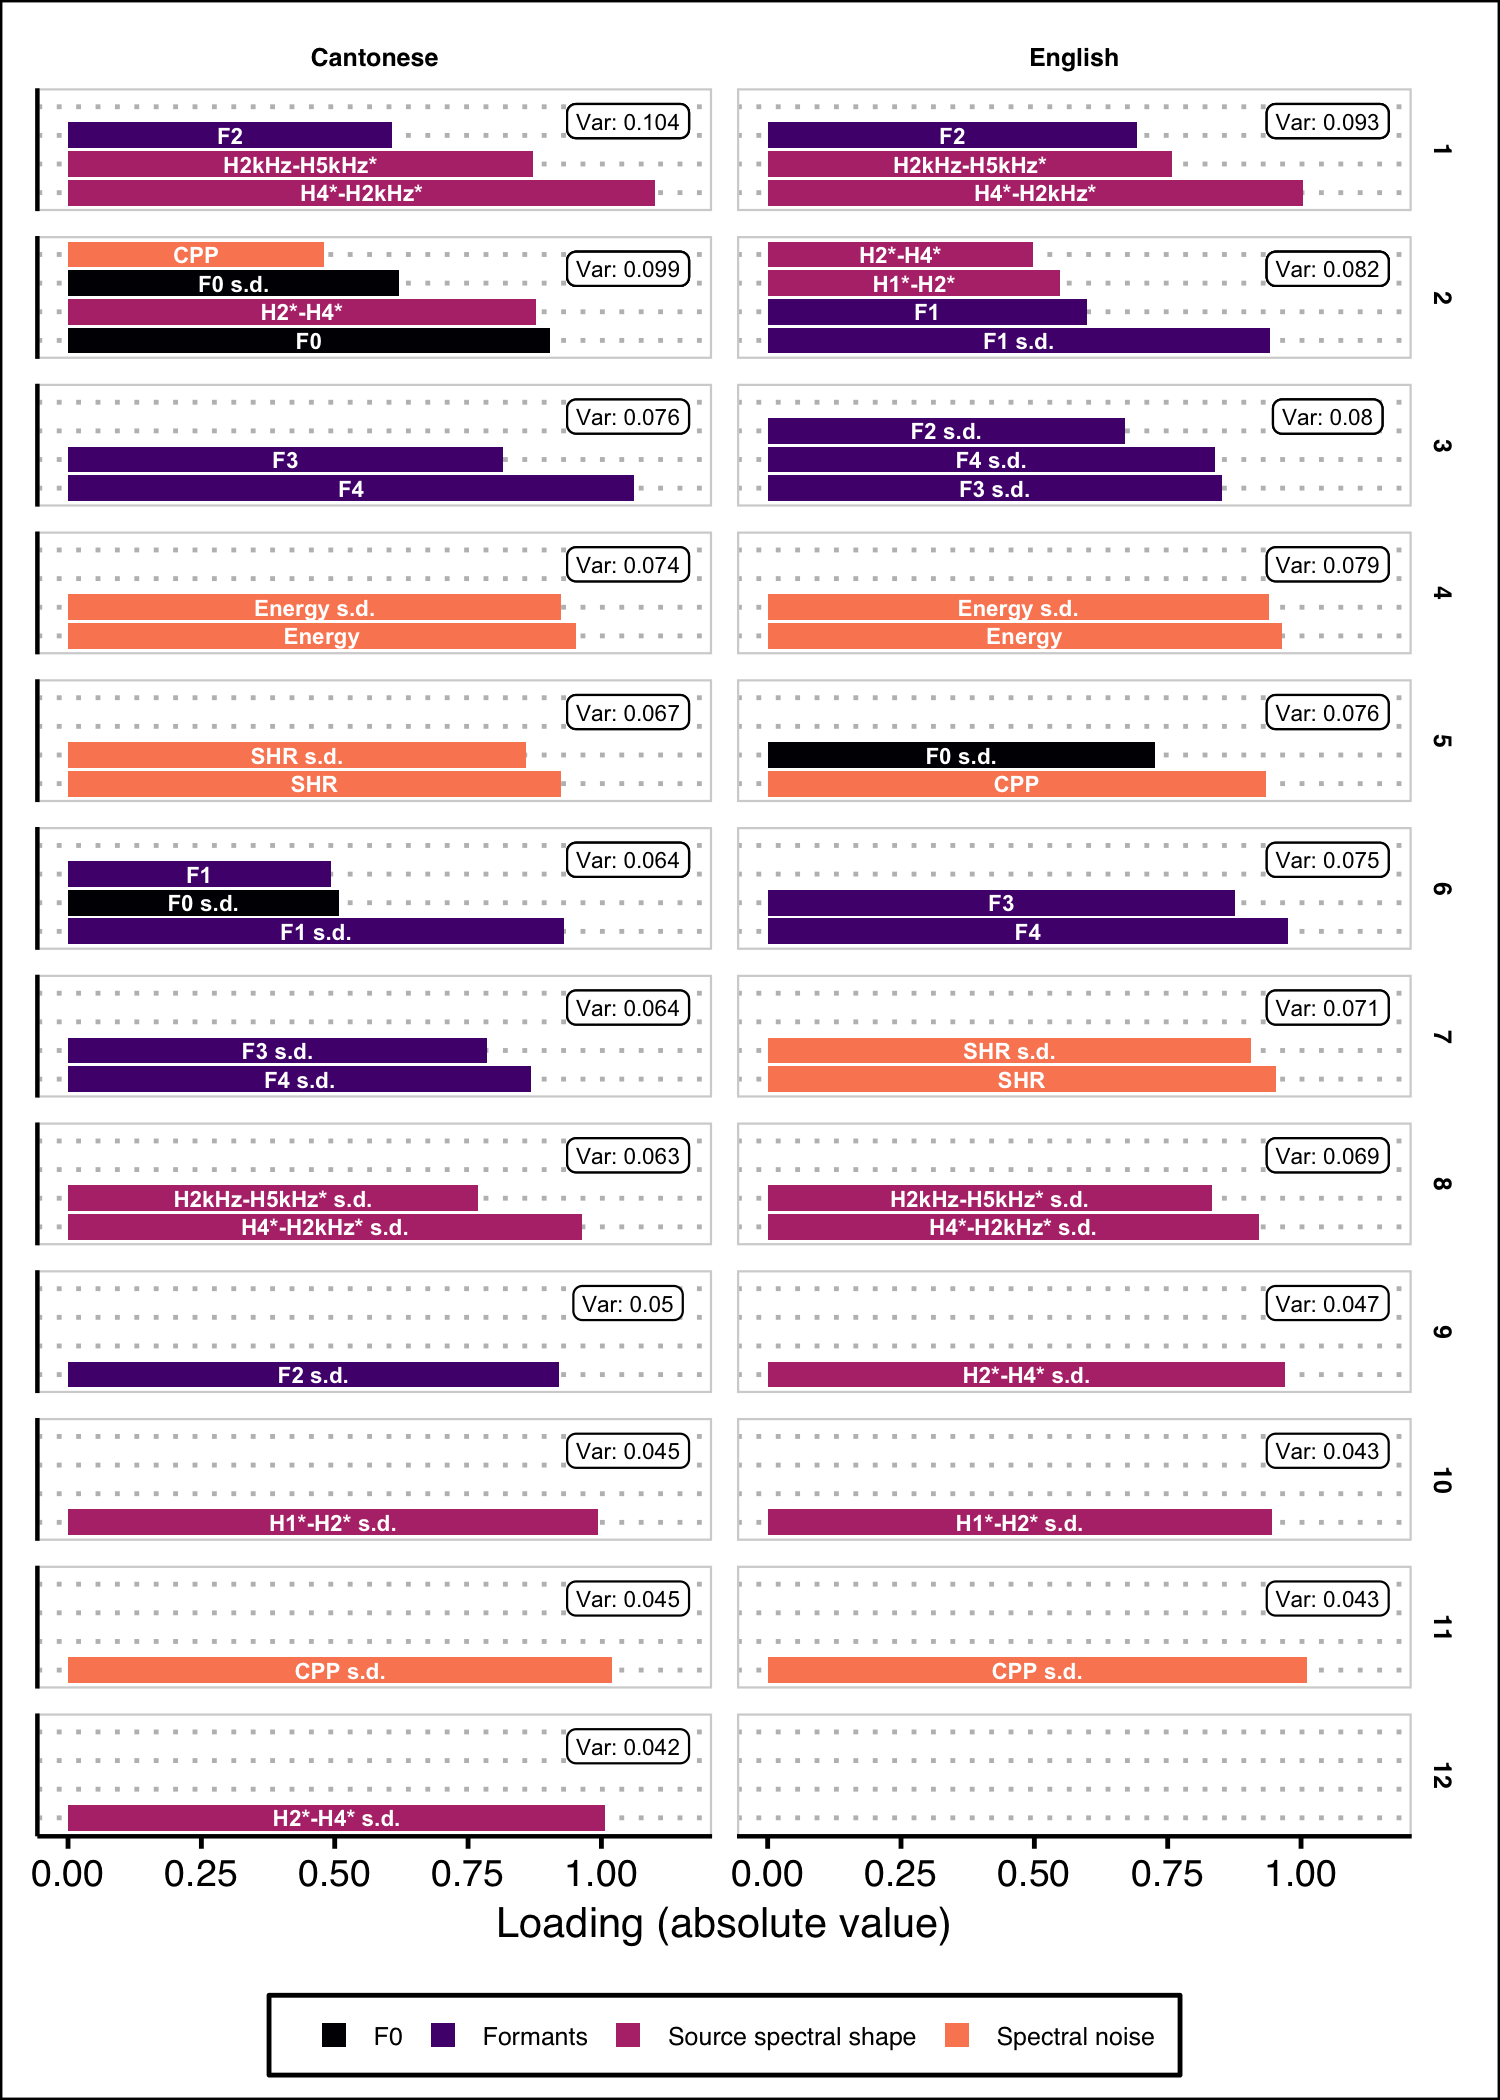 Cantonese English
Var: 0.104 Var: 0.093
F2 F2
H2kHz-H5kHz* H2kHz-H5kHz*
H4*-H2kHz* H4*-H2kHz*
1
CPP H2*-H4*
Var: 0.099 Var: 0.082
F0 s.d. H1*-H2*
H2*-H4* F1
F0 F1 s.d.
2
Var: 0.076 Var: 0.08
F2 s.d.
F3 F4 s.d.
F4 F3 s.d.
3
Var: 0.074 Var: 0.079
Energy s.d. Energy s.d.
Energy Energy
4
Var: 0.067 Var: 0.076
SHR s.d. F0 s.d.
SHR CPP
5
Var: 0.064 Var: 0.075
F1
F0 s.d. F3
F1 s.d. F4
6
Var: 0.064 Var: 0.071
F3 s.d. SHR s.d.
F4 s.d. SHR
7
Var: 0.063 Var: 0.069
H2kHz-H5kHz* s.d. H2kHz-H5kHz* s.d.
H4*-H2kHz* s.d. H4*-H2kHz* s.d.
8
Var: 0.05 Var: 0.047
F2 s.d. H2*-H4* s.d.
9
Var: 0.045 Var: 0.043
H1*-H2* s.d. H1*-H2* s.d.
10
Var: 0.045 Var: 0.043
CPP s.d. CPP s.d.
11
Var: 0.042
H2*-H4* s.d.
12
0.00 0.25 0.50 0.75 1.00 0.00 0.25 0.50 0.75 1.00
Loading (absolute value)
F0 Formants Source spectral shape Spectral noise